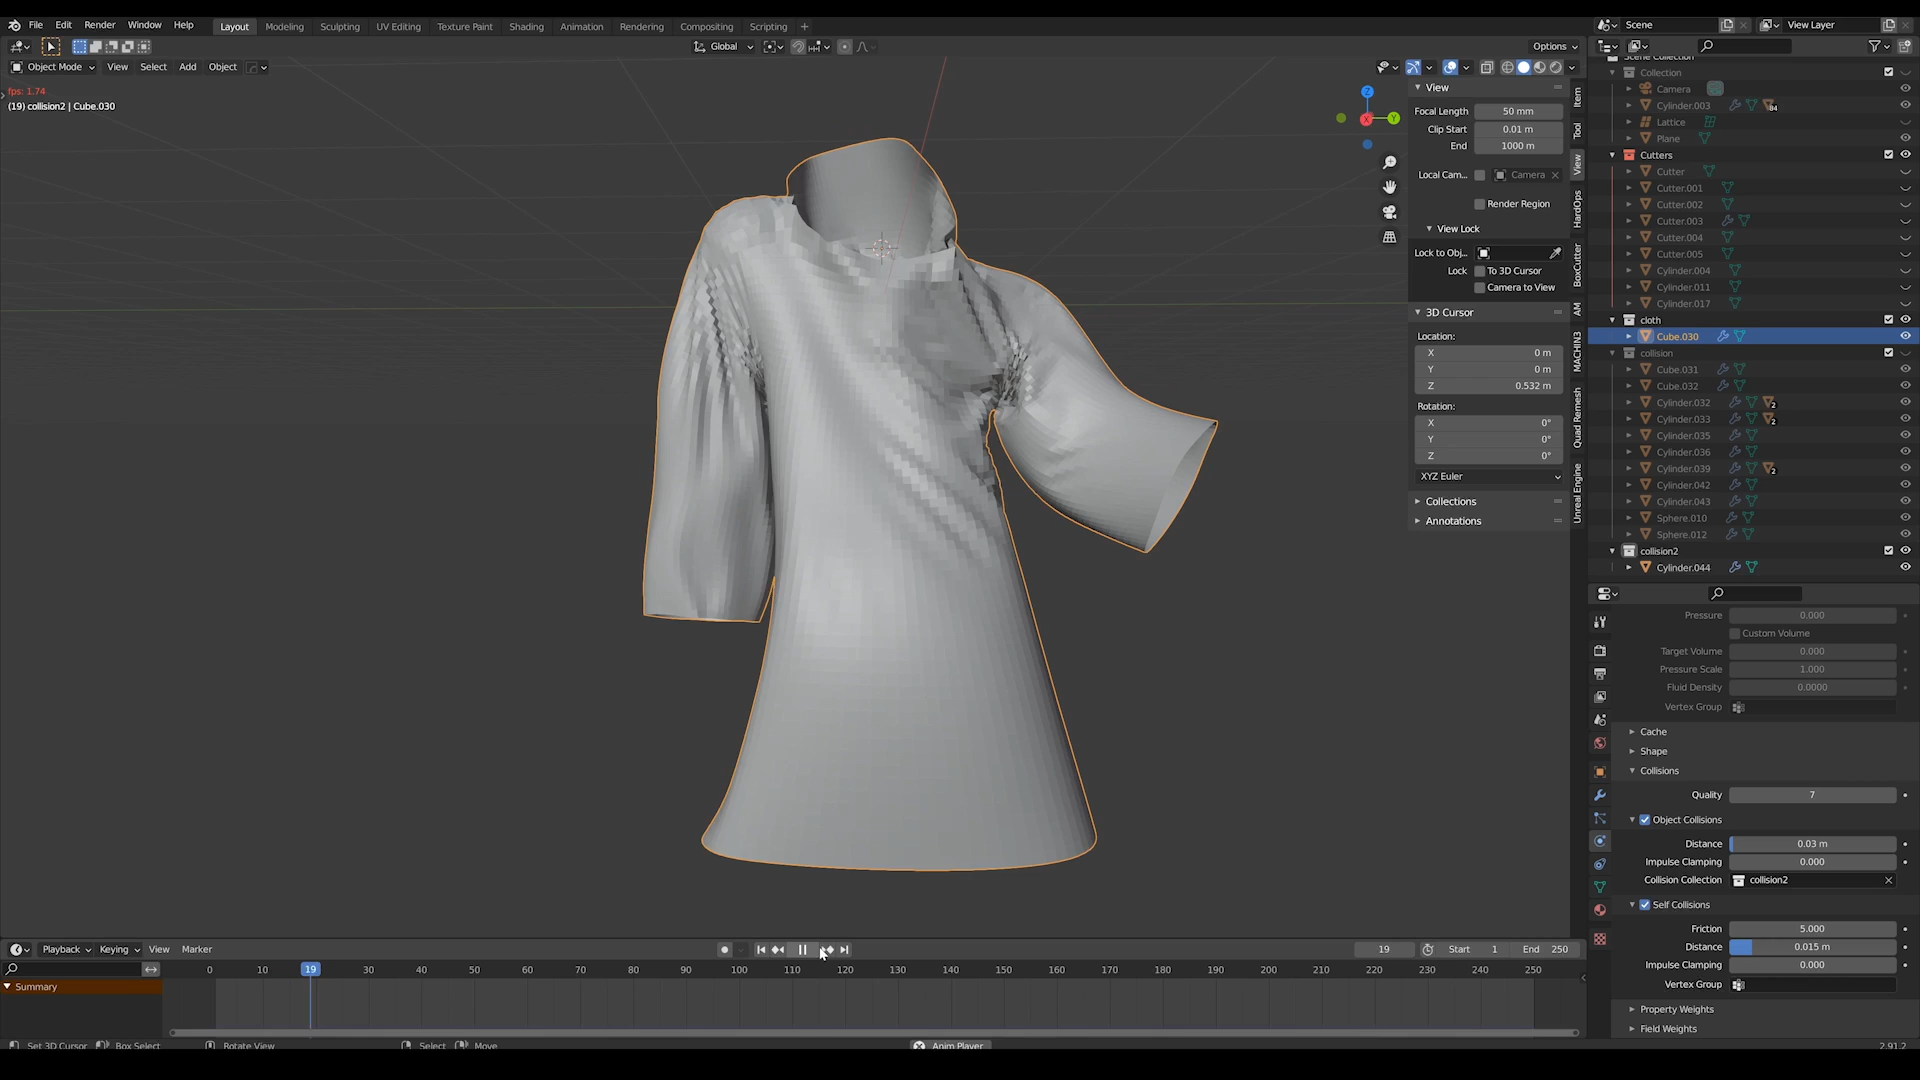 File Edit Render Window Help Layout Modeling Sculpting UV Editing Texture Paint Shading Animation Rendering Compositing Scripting + Scene View Layer
Global Options
Object Mode View Select Add Object
fps: 1.74
(19) collision2 | Cube.030
Z
Y
X
View
Focal Length 50 mm
Clip Start 0.01 m
End 1000 m
Local Cam... Camera
Render Region
View Lock
Lock to Obj...
Lock To 3D Cursor
Camera to View
3D Cursor
Location:
X 0 m
Y 0 m
Z 0.532 m
Rotation:
X 0°
Y 0°
Z 0°
XYZ Euler
Collections
Annotations
Item
Tool
View
HardOps
BoxCutter
AM
MACHIN3
Quad Remesh
Unreal Engine
Scene Collection
Collection
Camera
Cylinder.003 84
Lattice
Plane
Cutters
Cutter
Cutter.001
Cutter.002
Cutter.003
Cutter.004
Cutter.005
Cylinder.004
Cylinder.011
Cylinder.017
cloth
Cube.030
collision
Cube.031
Cube.032
Cylinder.032 2
Cylinder.033 2
Cylinder.035
Cylinder.036
Cylinder.039 2
Cylinder.042
Cylinder.043
Sphere.010
Sphere.012
collision2
Cylinder.044
Pressure 0.000
Custom Volume
Target Volume 0.000
Pressure Scale 1.000
Fluid Density 0.0000
Vertex Group
Cache
Shape
Collisions
Quality 7
Object Collisions
Distance 0.03 m
Impulse Clamping 0.000
Collision Collection collision2
Self Collisions
Friction 5.000
Distance 0.015 m
Impulse Clamping 0.000
Vertex Group
Property Weights
Field Weights
Playback Keying View Marker 19 Start 1 End 250
0 10 19 30 40 50 60 70 80 90 100 110 120 130 140 150 160 170 180 190 200 210 220 230 240 250
Summary
Set 3D Cursor Box Select Rotate View Select Move Anim Player 2.91.2